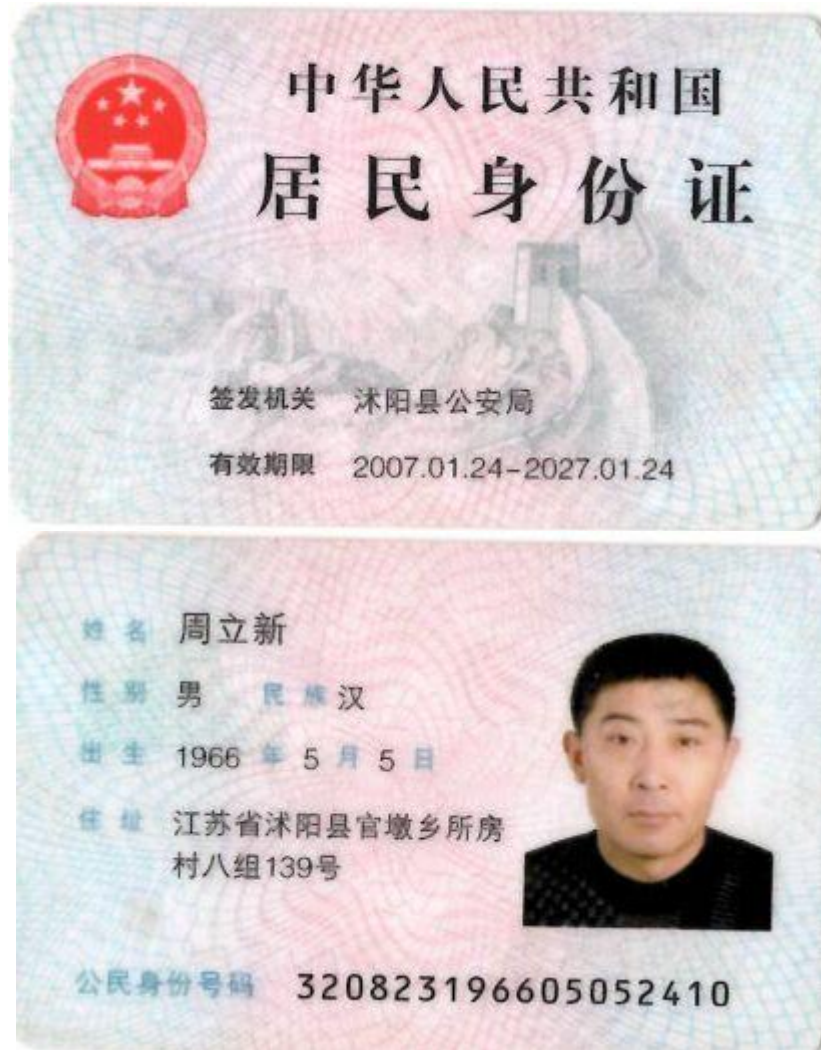 中华人民共和国
居民身份证
签发机关 沭阳县公安局
有效期限 2007.01.24-2027.01.24
姓名 周立新
性别 男 民族 汉
出生 1966 年 5 月 5 日
住址 江苏省沭阳县官墩乡所房
村八组139号
公民身份号码 320823196605052410